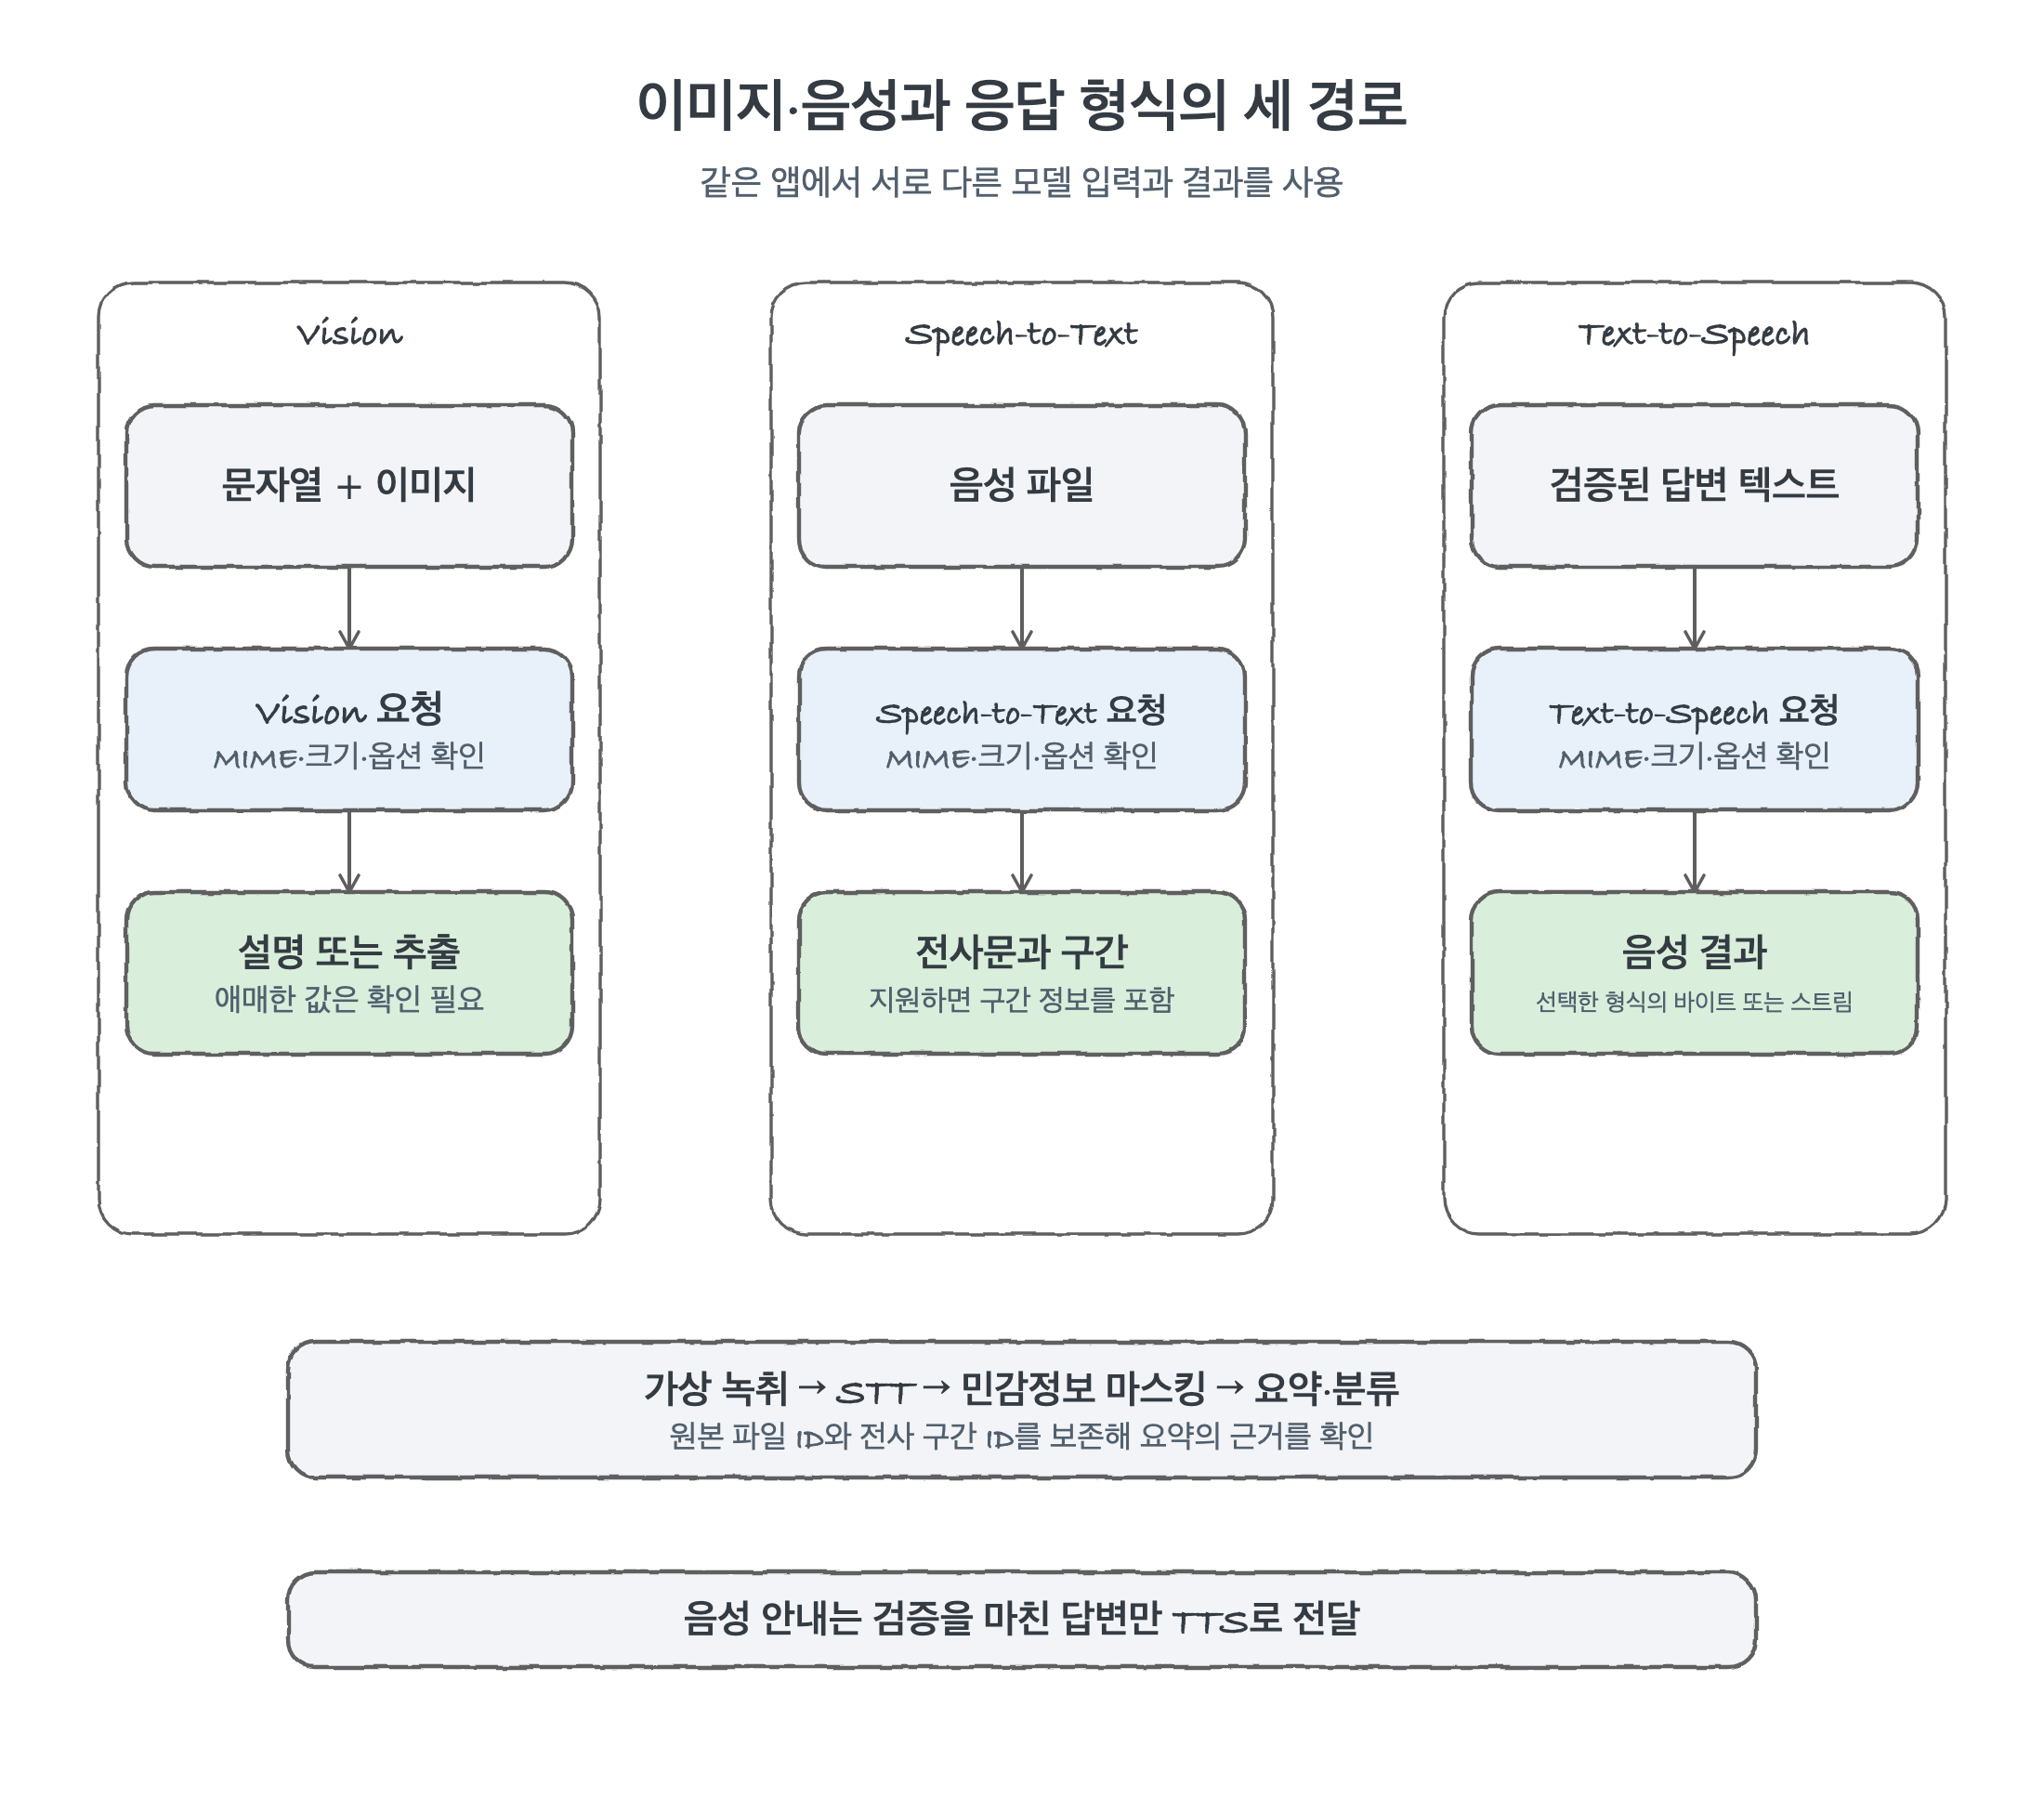 이미지·음성과 응답 형식의 세 경로
같은 앱에서 서로 다른 모델 입력과 결과를 사용
Vision
문자열 + 이미지
Vision 요청
MIME·크기·옵션 확인
설명 또는 추출
애매한 값은 확인 필요
Speech-to-Text
음성 파일
Speech-to-Text 요청
MIME·크기·옵션 확인
전사문과 구간
지원하면 구간 정보를 포함
Text-to-Speech
검증된 답변 텍스트
Text-to-Speech 요청
MIME·크기·옵션 확인
음성 결과
선택한 형식의 바이트 또는 스트림
가상 녹취 → STT → 민감정보 마스킹 → 요약·분류
원본 파일 ID와 전사 구간 ID를 보존해 요약의 근거를 확인
음성 안내는 검증을 마친 답변만 TTS로 전달